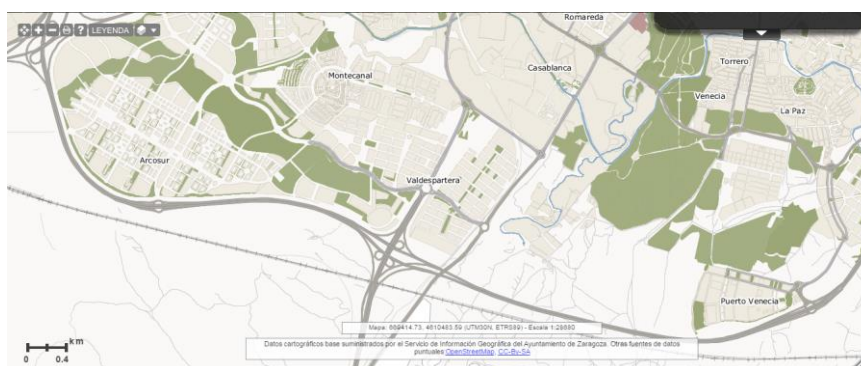 LEYENDA
Romareda
Torrero
Casablanca
Montecanal
Venecia
La Paz
Arcosur
Valdespartera
Puerto Venecia
Mapa: 669414.73, 4610463.59 (UTM30N, ETRS89) - Escala 1:28680
km
0 0.4
Datos cartográficos base suministrados por el Servicio de Información Geográfica del Ayuntamiento de Zaragoza. Otras fuentes de datos
puntuales OpenStreetMap, CC-By-SA